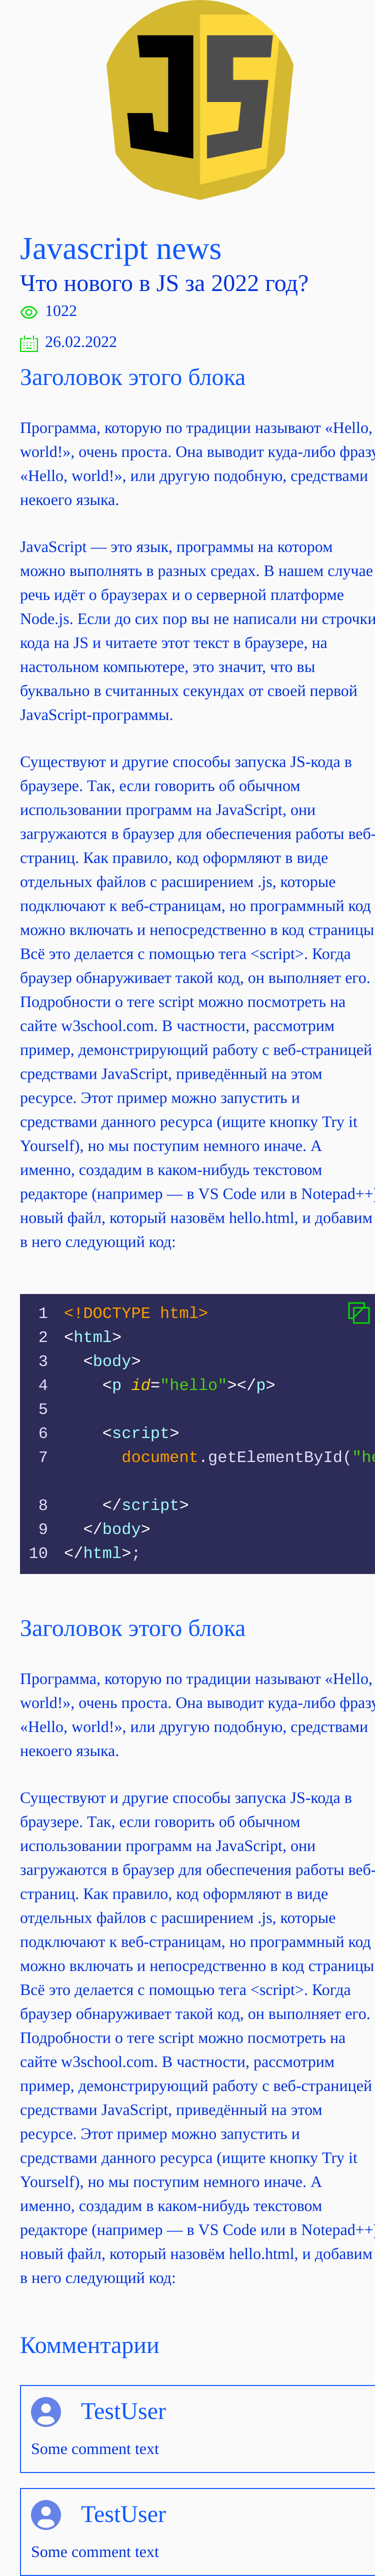 JS
Javascript news
Что нового в JS за 2022 год?
1022
26.02.2022
Заголовок этого блока
Программа, которую по традиции называют «Hello,
world!», очень проста. Она выводит куда-либо фразу
«Hello, world!», или другую подобную, средствами
некоего языка.
JavaScript — это язык, программы на котором
можно выполнять в разных средах. В нашем случае
речь идёт о браузерах и о серверной платформе
Node.js. Если до сих пор вы не написали ни строчки
кода на JS и читаете этот текст в браузере, на
настольном компьютере, это значит, что вы
буквально в считанных секундах от своей первой
JavaScript-программы.
Существуют и другие способы запуска JS-кода в
браузере. Так, если говорить об обычном
использовании программ на JavaScript, они
загружаются в браузер для обеспечения работы веб-
страниц. Как правило, код оформляют в виде
отдельных файлов с расширением .js, которые
подключают к веб-страницам, но программный код
можно включать и непосредственно в код страницы
Всё это делается с помощью тега <script>. Когда
браузер обнаруживает такой код, он выполняет его.
Подробности о теге script можно посмотреть на
сайте w3school.com. В частности, рассмотрим
пример, демонстрирующий работу с веб-страницей
средствами JavaScript, приведённый на этом
ресурсе. Этот пример можно запустить и
средствами данного ресурса (ищите кнопку Try it
Yourself), но мы поступим немного иначе. А
именно, создадим в каком-нибудь текстовом
редакторе (например — в VS Code или в Notepad++)
новый файл, который назовём hello.html, и добавим
в него следующий код:
1 <!DOCTYPE html>
2 <html>
3 <body>
4 <p id="hello"></p>
5
6 <script>
7 document.getElementById("he
8 </script>
9 </body>
10 </html>;
Заголовок этого блока
Программа, которую по традиции называют «Hello,
world!», очень проста. Она выводит куда-либо фразу
«Hello, world!», или другую подобную, средствами
некоего языка.
Существуют и другие способы запуска JS-кода в
браузере. Так, если говорить об обычном
использовании программ на JavaScript, они
загружаются в браузер для обеспечения работы веб-
страниц. Как правило, код оформляют в виде
отдельных файлов с расширением .js, которые
подключают к веб-страницам, но программный код
можно включать и непосредственно в код страницы
Всё это делается с помощью тега <script>. Когда
браузер обнаруживает такой код, он выполняет его.
Подробности о теге script можно посмотреть на
сайте w3school.com. В частности, рассмотрим
пример, демонстрирующий работу с веб-страницей
средствами JavaScript, приведённый на этом
ресурсе. Этот пример можно запустить и
средствами данного ресурса (ищите кнопку Try it
Yourself), но мы поступим немного иначе. А
именно, создадим в каком-нибудь текстовом
редакторе (например — в VS Code или в Notepad++)
новый файл, который назовём hello.html, и добавим
в него следующий код:
Комментарии
TestUser
Some comment text
TestUser
Some comment text